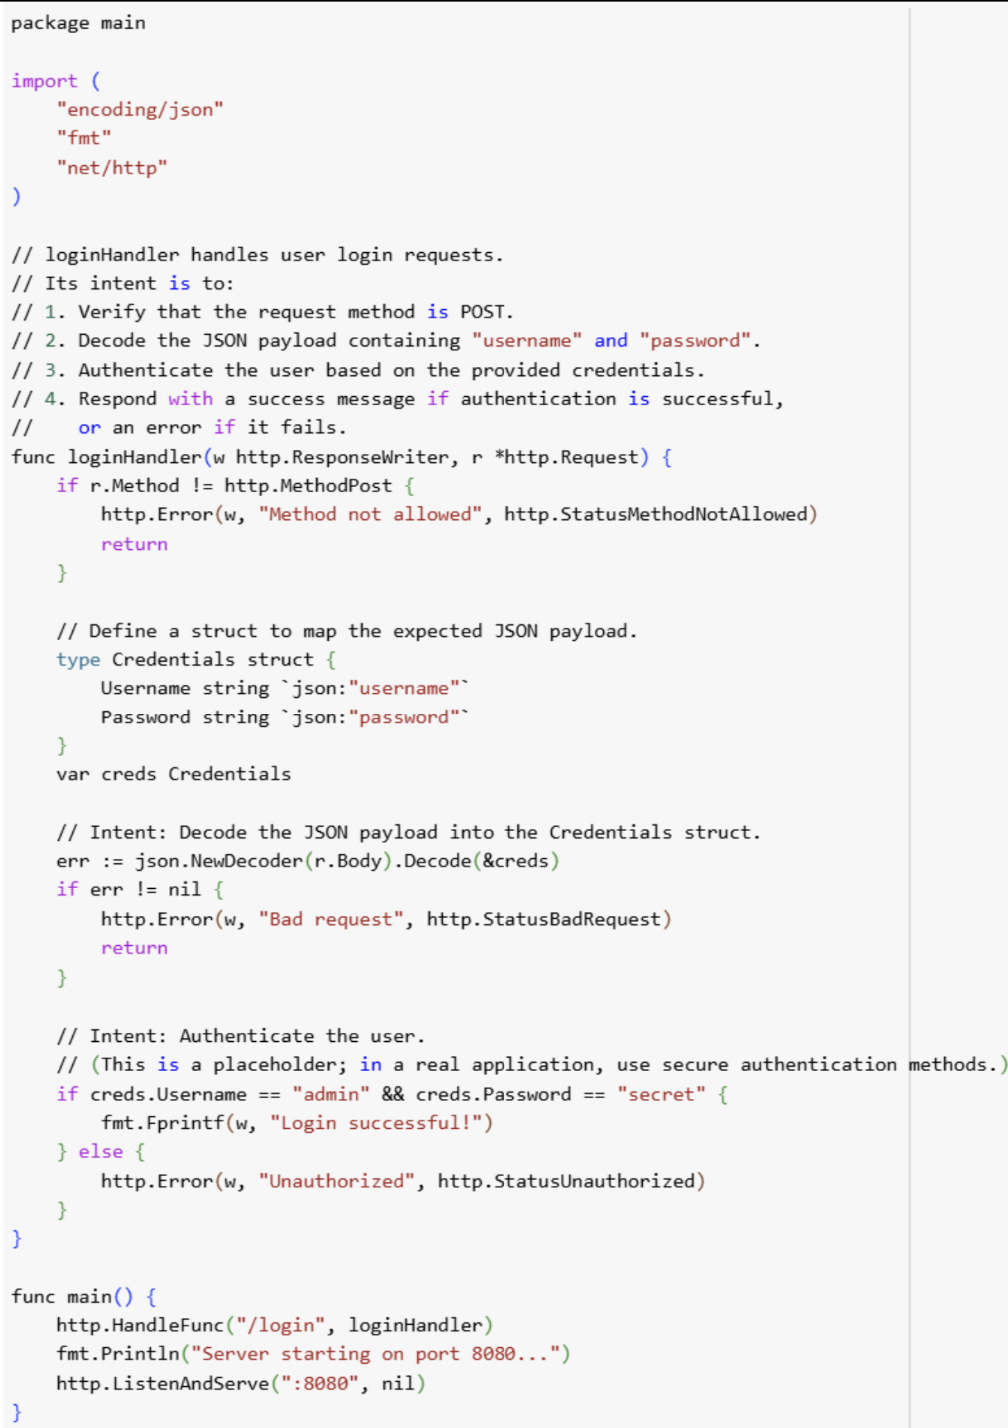 package main

import (
    "encoding/json"
    "fmt"
    "net/http"
)

// loginHandler handles user login requests.
// Its intent is to:
// 1. Verify that the request method is POST.
// 2. Decode the JSON payload containing "username" and "password".
// 3. Authenticate the user based on the provided credentials.
// 4. Respond with a success message if authentication is successful,
//    or an error if it fails.
func loginHandler(w http.ResponseWriter, r *http.Request) {
    if r.Method != http.MethodPost {
        http.Error(w, "Method not allowed", http.StatusMethodNotAllowed)
        return
    }

    // Define a struct to map the expected JSON payload.
    type Credentials struct {
        Username string `json:"username"`
        Password string `json:"password"`
    }
    var creds Credentials

    // Intent: Decode the JSON payload into the Credentials struct.
    err := json.NewDecoder(r.Body).Decode(&creds)
    if err != nil {
        http.Error(w, "Bad request", http.StatusBadRequest)
        return
    }

    // Intent: Authenticate the user.
    // (This is a placeholder; in a real application, use secure authentication methods.)
    if creds.Username == "admin" && creds.Password == "secret" {
        fmt.Fprintf(w, "Login successful!")
    } else {
        http.Error(w, "Unauthorized", http.StatusUnauthorized)
    }
}

func main() {
    http.HandleFunc("/login", loginHandler)
    fmt.Println("Server starting on port 8080...")
    http.ListenAndServe(":8080", nil)
}